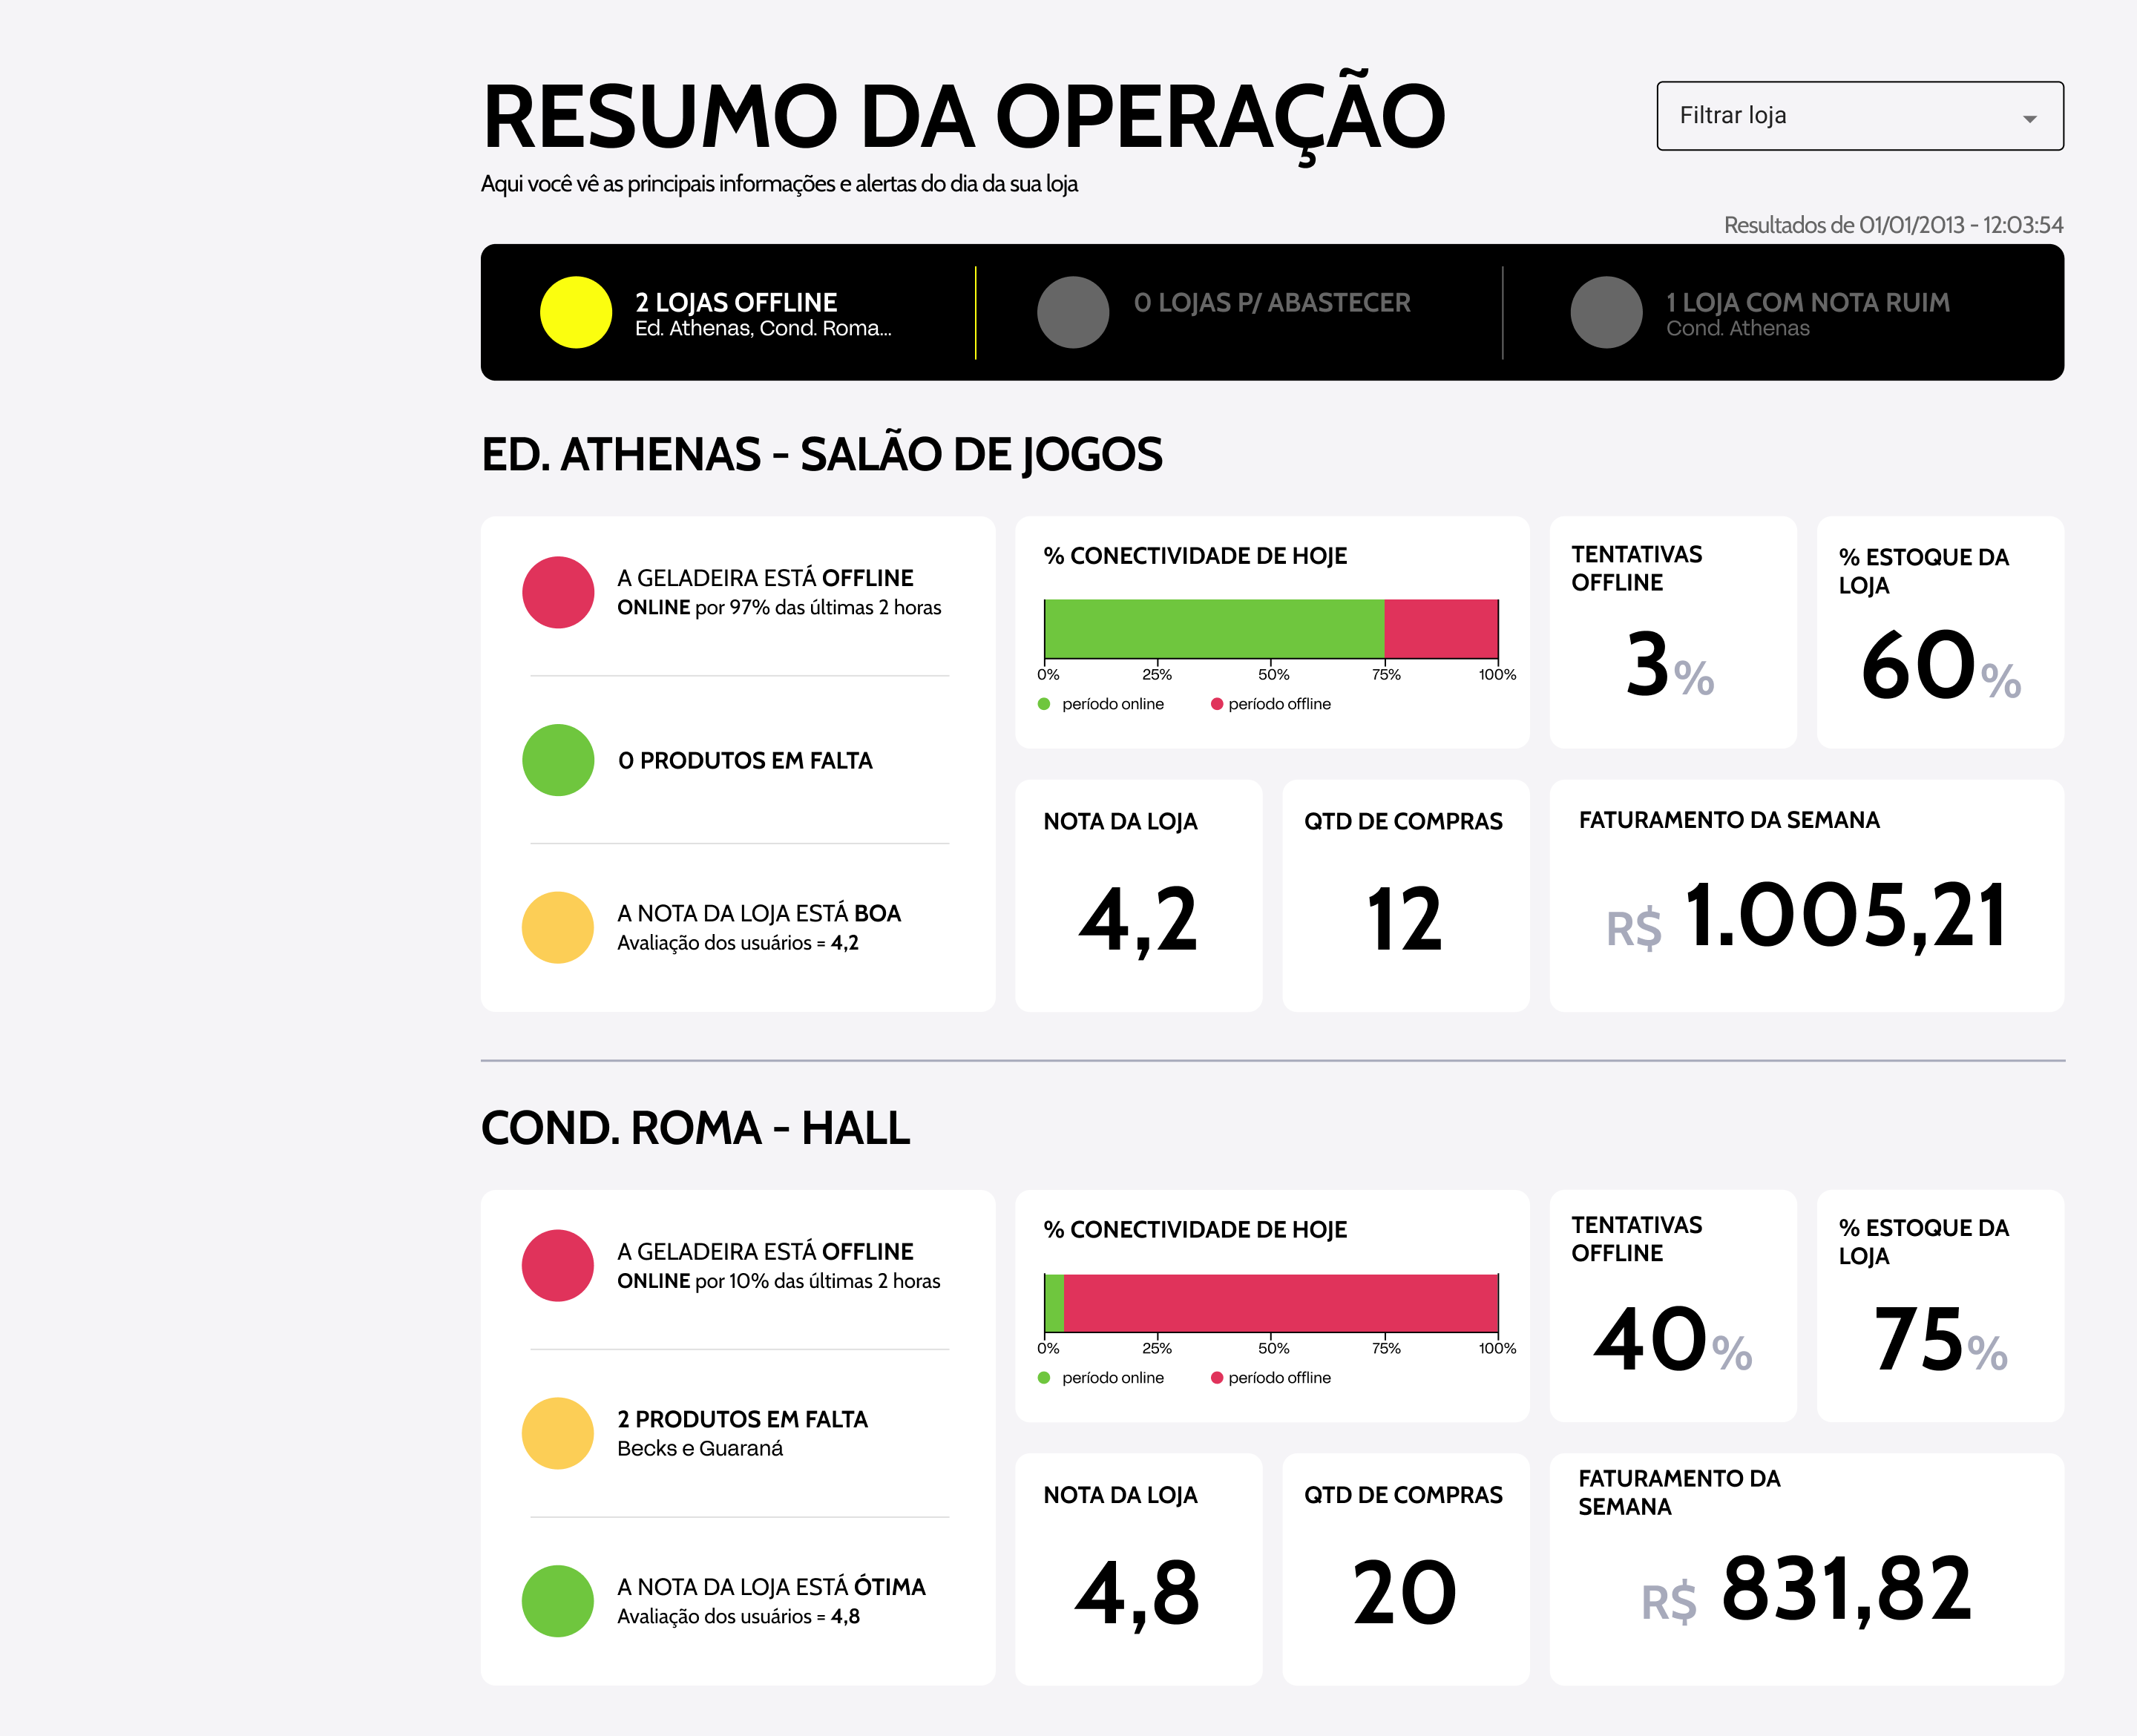 RESUMO DA OPERAÇÃO
Filtrar loja
Aqui você vê as principais informações e alertas do dia da sua loja
Resultados de 01/01/2013 - 12:03:54
2 LOJAS OFFLINE
Ed. Athenas, Cond. Roma...
0 LOJAS P/ ABASTECER
1 LOJA COM NOTA RUIM
Cond. Athenas
ED. ATHENAS - SALÃO DE JOGOS
A GELADEIRA ESTÁ OFFLINE
ONLINE por 97% das últimas 2 horas
0 PRODUTOS EM FALTA
A NOTA DA LOJA ESTÁ BOA
Avaliação dos usuários = 4,2
% CONECTIVIDADE DE HOJE
0% 25% 50% 75% 100%
período online período offline
TENTATIVAS
OFFLINE
3%
% ESTOQUE DA
LOJA
60%
NOTA DA LOJA
4,2
QTD DE COMPRAS
12
FATURAMENTO DA SEMANA
R$ 1.005,21
COND. ROMA - HALL
A GELADEIRA ESTÁ OFFLINE
ONLINE por 10% das últimas 2 horas
2 PRODUTOS EM FALTA
Becks e Guaraná
A NOTA DA LOJA ESTÁ ÓTIMA
Avaliação dos usuários = 4,8
% CONECTIVIDADE DE HOJE
0% 25% 50% 75% 100%
período online período offline
TENTATIVAS
OFFLINE
40%
% ESTOQUE DA
LOJA
75%
NOTA DA LOJA
4,8
QTD DE COMPRAS
20
FATURAMENTO DA
SEMANA
R$ 831,82